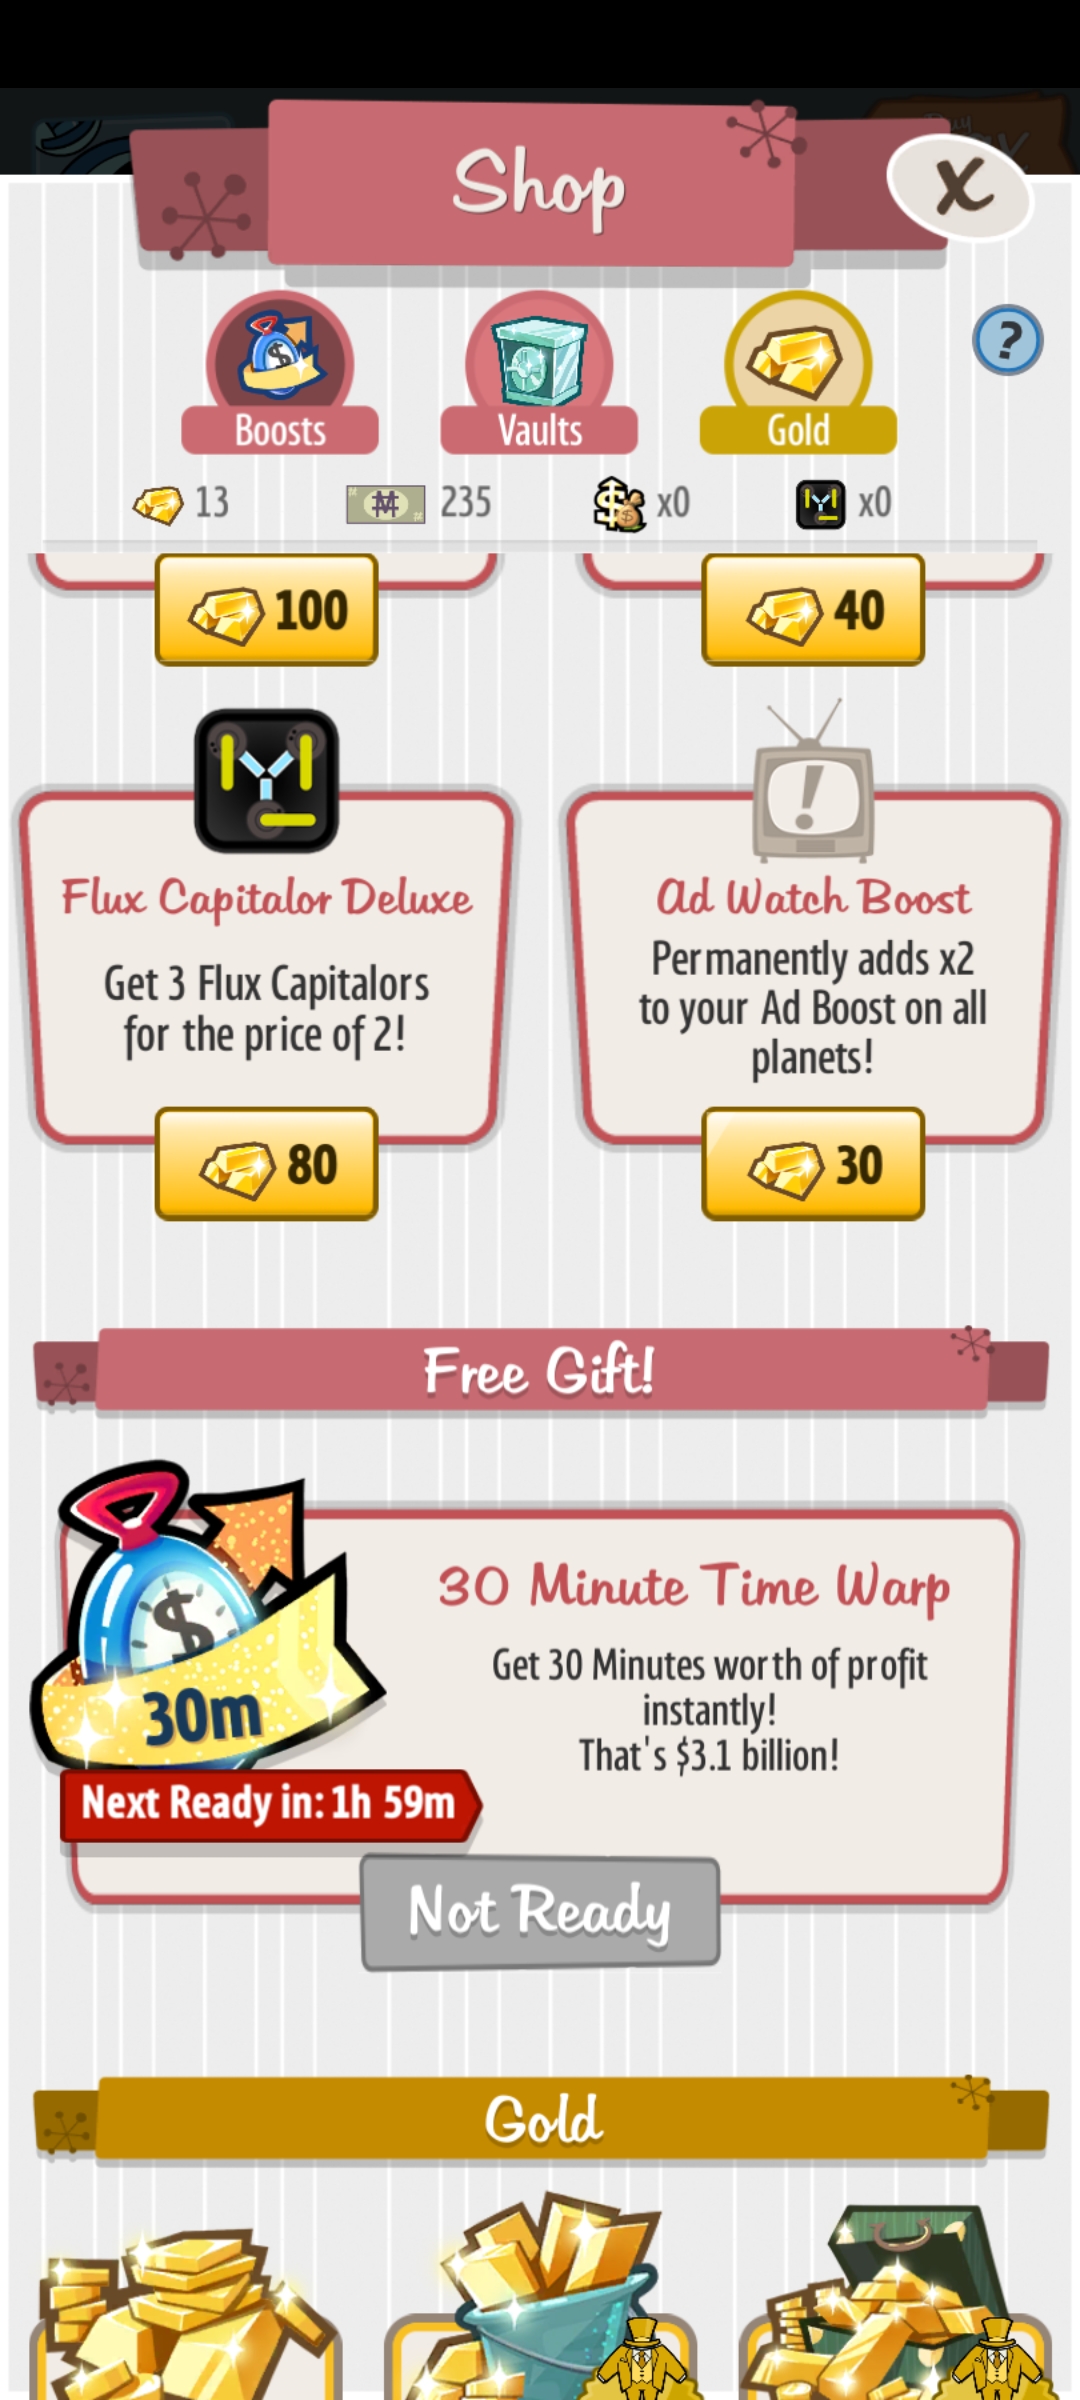 Shop
X
?
Boosts
Vaults
Gold
13
235
x0
x0
100
40
Flux Capitalor Deluxe
Get 3 Flux Capitalors
for the price of 2!
80
Ad Watch Boost
Permanently adds x2
to your Ad Boost on all
planets!
30
Free Gift!
30m
30 Minute Time Warp
Get 30 Minutes worth of profit
instantly!
That's $3.1 billion!
Next Ready in: 1h 59m
Not Ready
Gold